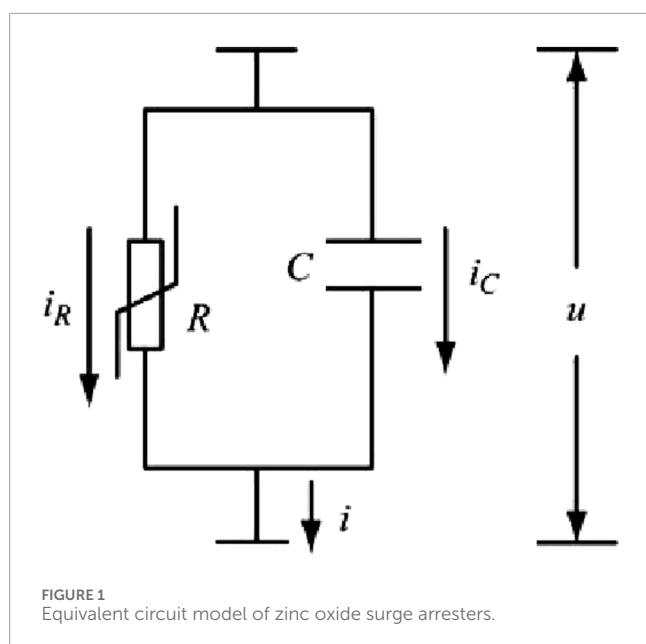 i_R
R
C
i_C
u
i
FIGURE 1
Equivalent circuit model of zinc oxide surge arresters.